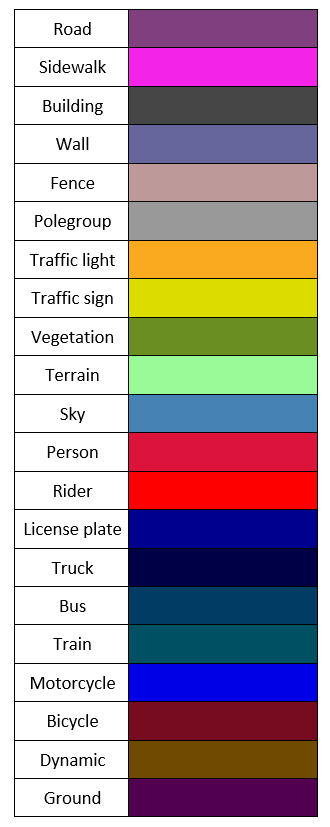 Road
Sidewalk
Building
Wall
Fence
Polegroup
Traffic light
Traffic sign
Vegetation
Terrain
Sky
Person
Rider
License plate
Truck
Bus
Train
Motorcycle
Bicycle
Dynamic
Ground